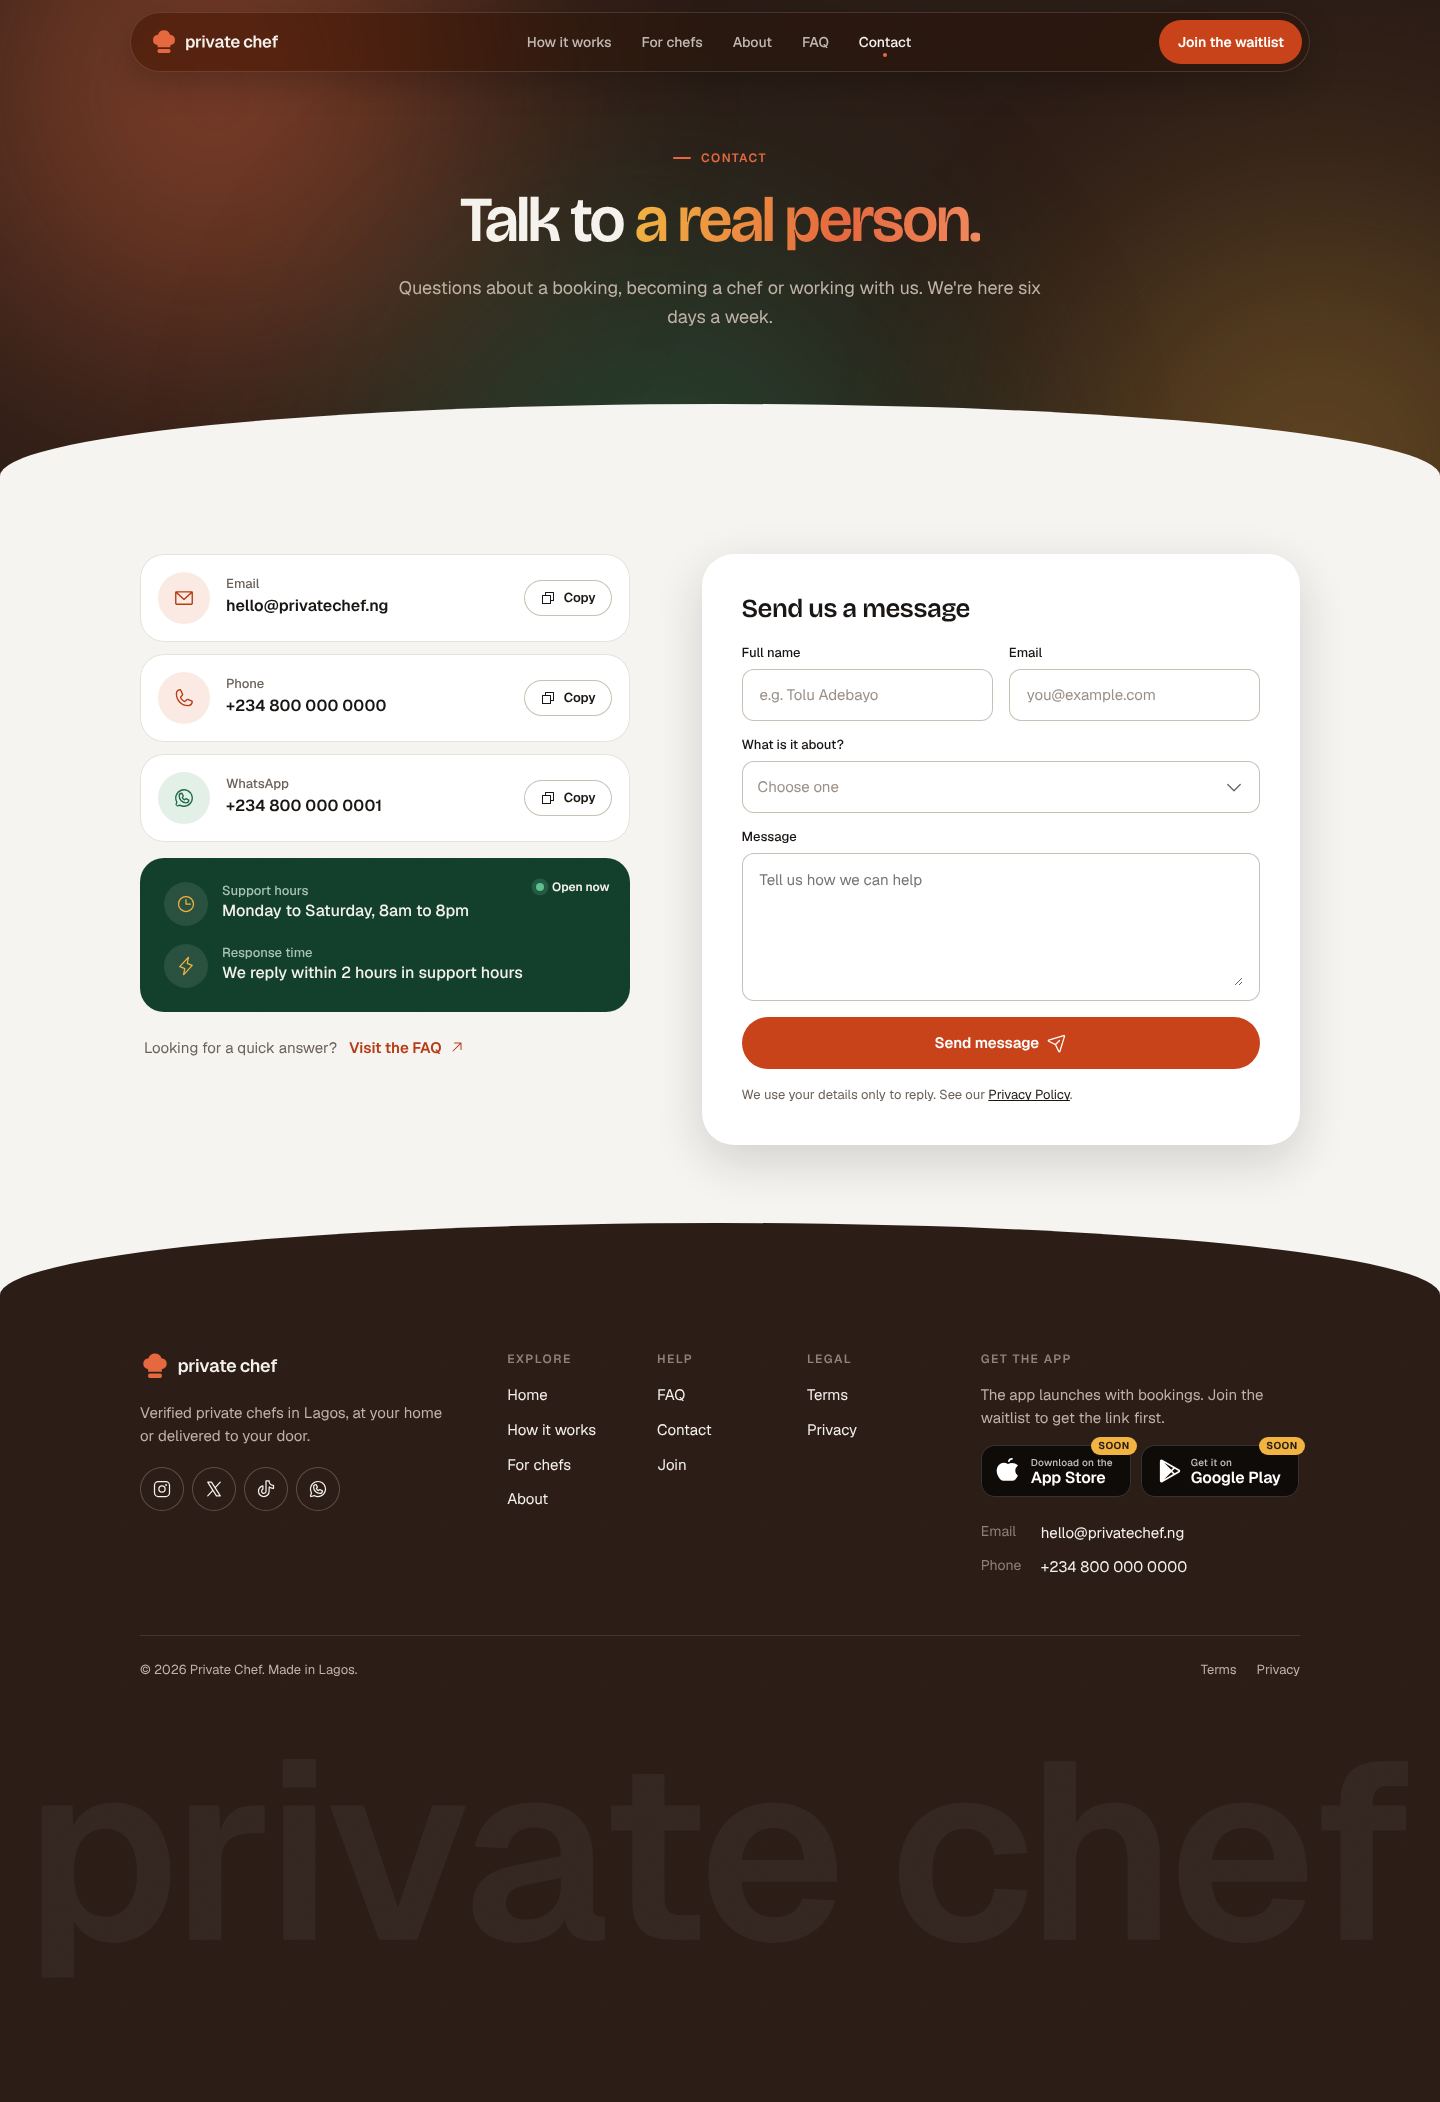 private chef
How it works
For chefs
About
FAQ
Contact
Join the waitlist
CONTACT
Talk to a real person.
Questions about a booking, becoming a chef or working with us. We're here six
days a week.
Email
hello@privatechef.ng
Copy
Phone
+234 800 000 0000
Copy
WhatsApp
+234 800 000 0001
Copy
Support hours
Monday to Saturday, 8am to 8pm
Open now
Response time
We reply within 2 hours in support hours
Looking for a quick answer? Visit the FAQ
Send us a message
Full name
Email
e.g. Tolu Adebayo
you@example.com
What is it about?
Choose one
Message
Tell us how we can help
Send message
We use your details only to reply. See our Privacy Policy.
private chef
Verified private chefs in Lagos, at your home
or delivered to your door.
EXPLORE
Home
How it works
For chefs
About
HELP
FAQ
Contact
Join
LEGAL
Terms
Privacy
GET THE APP
The app launches with bookings. Join the
waitlist to get the link first.
SOON
Download on the
App Store
SOON
Get it on
Google Play
Email hello@privatechef.ng
Phone +234 800 000 0000
© 2026 Private Chef. Made in Lagos.
Terms
Privacy
private chef